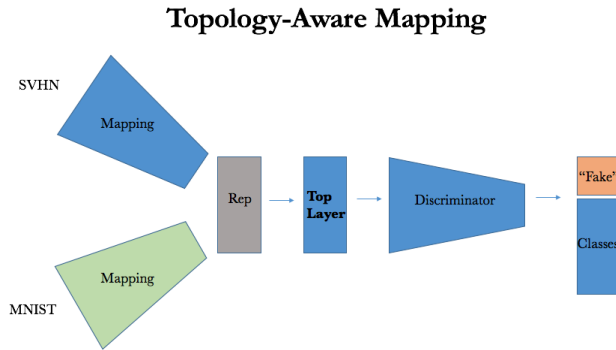 Topology-Aware Mapping
SVHN
Mapping
Rep
Top
Layer
Discriminator
"Fake"
Classes
Mapping
MNIST